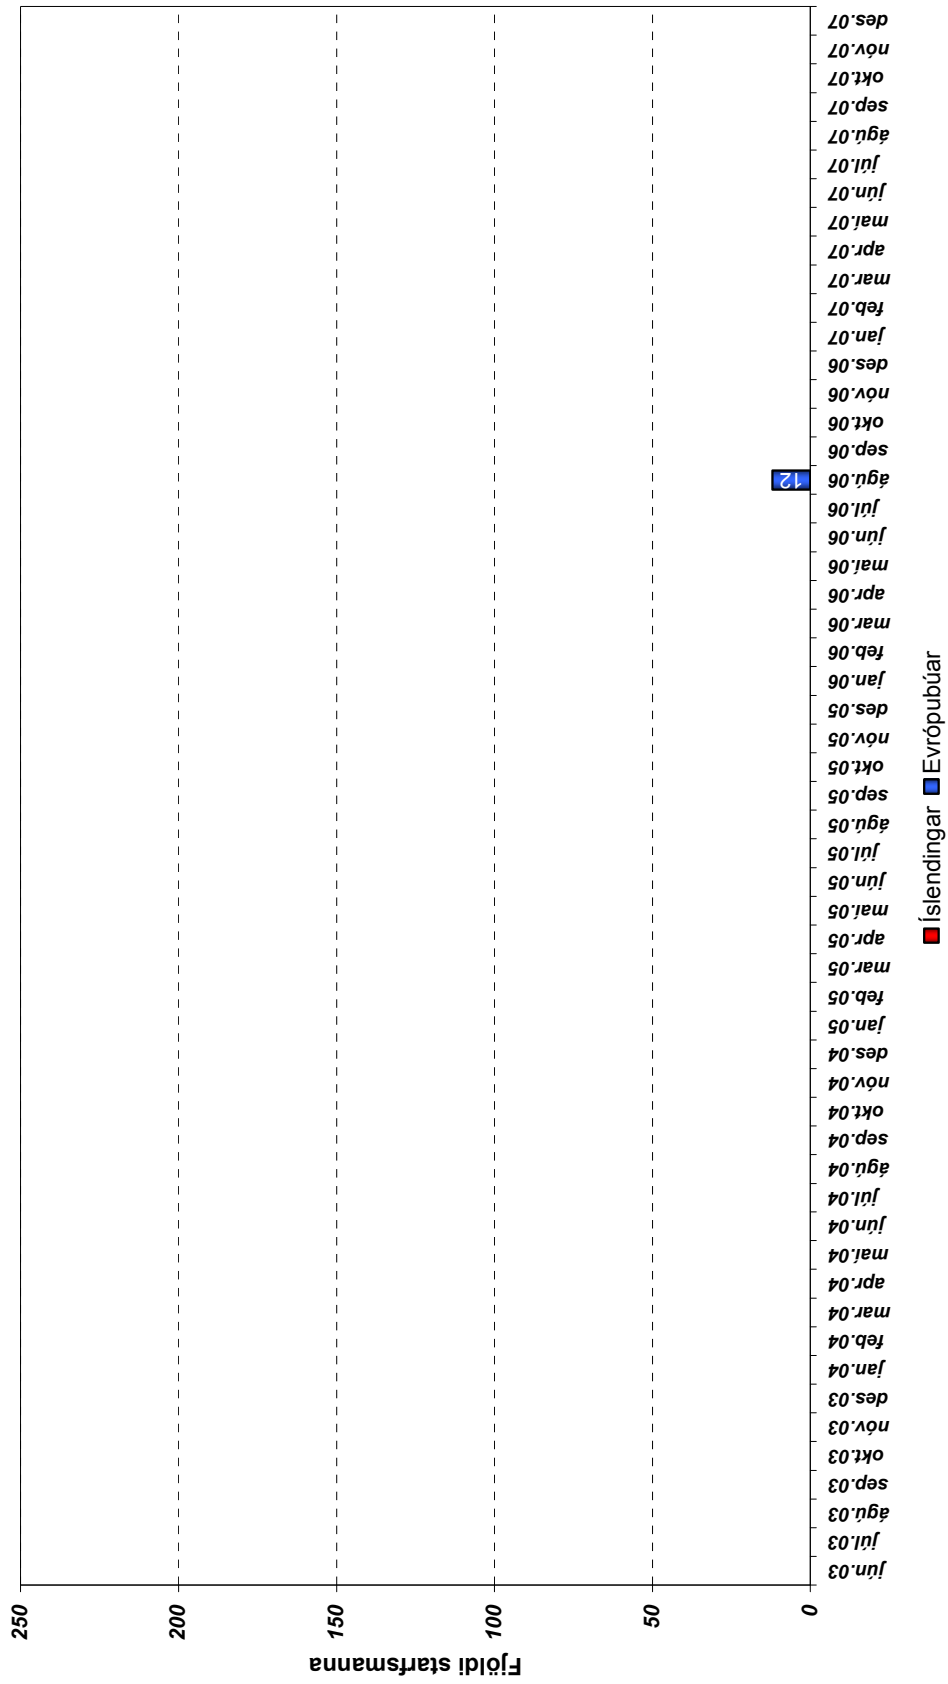 Fjöldi starfsmanna
250
200
150
100
50
0
12
jún.03
júl.03
ágú.03
sep.03
okt.03
nóv.03
des.03
jan.04
feb.04
mar.04
apr.04
maí.04
jún.04
júl.04
ágú.04
sep.04
okt.04
nóv.04
des.04
jan.05
feb.05
mar.05
apr.05
maí.05
jún.05
júl.05
ágú.05
sep.05
okt.05
nóv.05
des.05
jan.06
feb.06
mar.06
apr.06
maí.06
jún.06
júl.06
ágú.06
sep.06
okt.06
nóv.06
des.06
jan.07
feb.07
mar.07
apr.07
maí.07
jún.07
júl.07
ágú.07
sep.07
okt.07
nóv.07
des.07
Íslendingar Evrópubúar